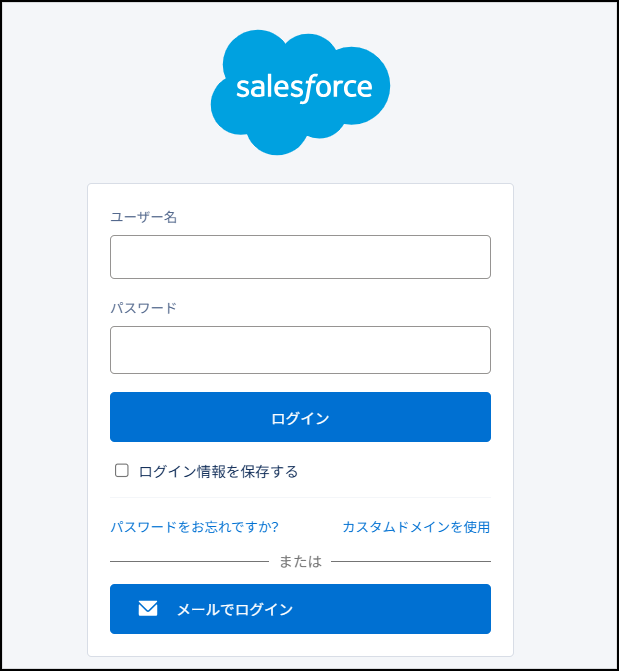 salesforce
ユーザー名
パスワード
ログイン
ログイン情報を保存する
パスワードをお忘れですか?
カスタムドメインを使用
または
メールでログイン